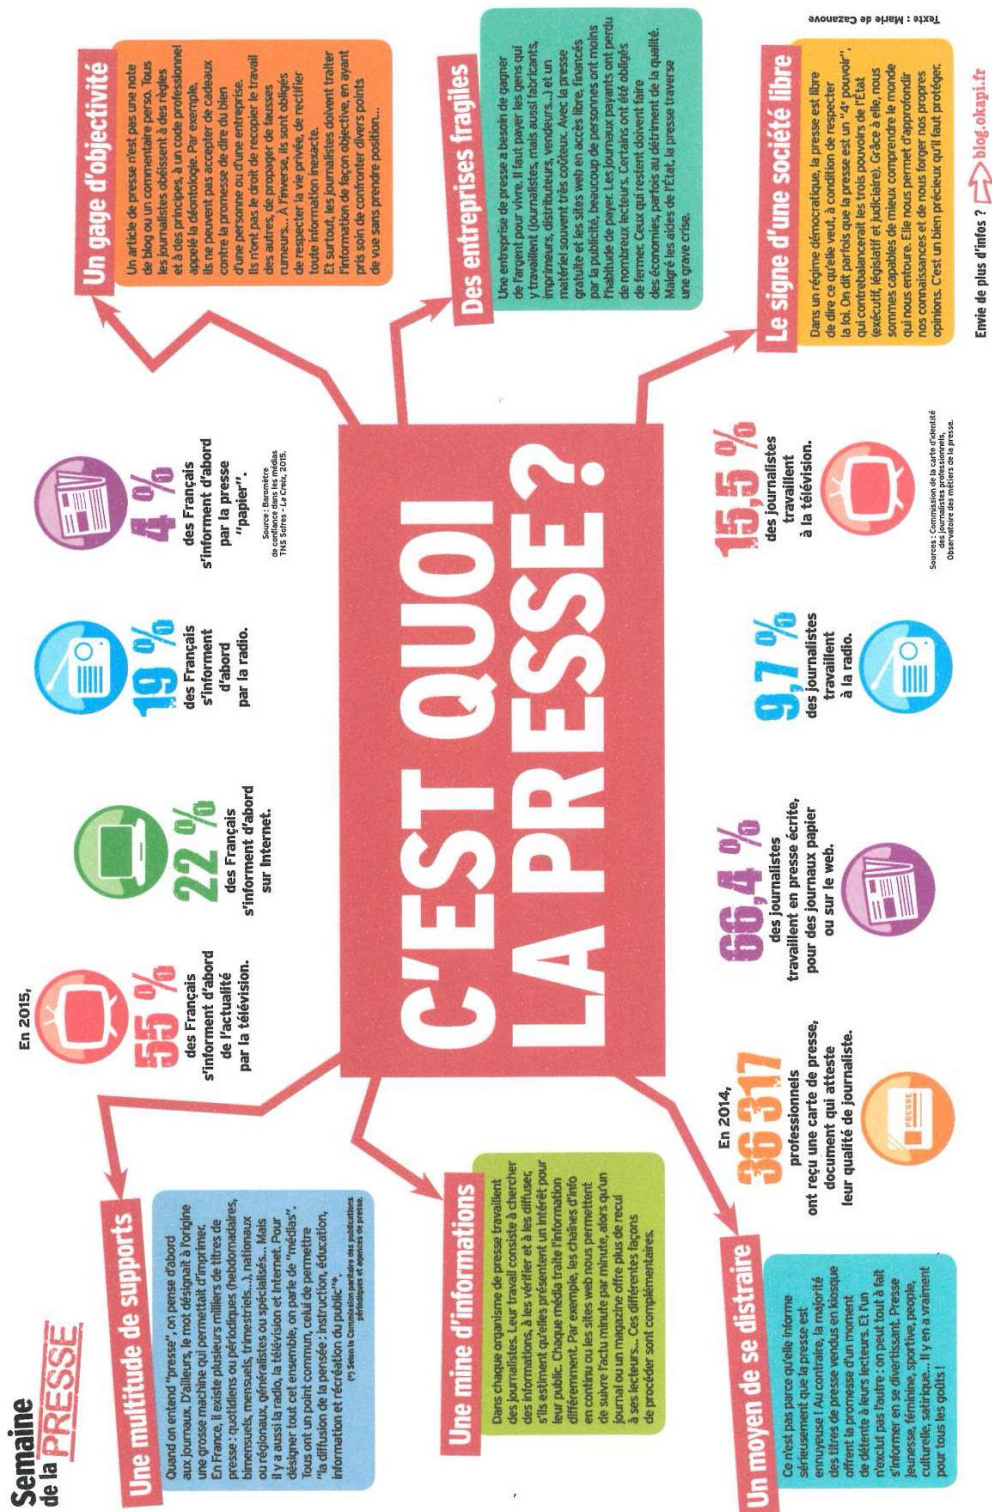 Semaine
de la PRESSE
Une multitude de supports
Quand on entend "presse", on pense d'abord
aux journaux. D'ailleurs, le mot désignait à l'origine
une grosse machine qui permettait d'imprimer.
En France, il existe plusieurs milliers de titres de
presse : quotidiens ou périodiques (hebdomadaires,
bimensuels, mensuels, trimestriels...), nationaux
ou régionaux, généralistes ou spécialisés... Mais
il y a aussi la radio, la télévision et Internet. Pour
désigner tout cet ensemble, on parle de "médias".
Tous ont un point commun, celui de permettre
"la diffusion de la pensée : instruction, éducation,
information et récréation du public"*.
(*) Selon la Commission paritaire des publications
périodiques et agences de presse.
En 2015,
55 %
des Français
s'informent d'abord
de l'actualité
par la télévision.
22 %
des Français
s'informent d'abord
sur Internet.
19 %
des Français
s'informent
d'abord
par la radio.
4 %
des Français
s'informent d'abord
par la presse
"papier".
Source : Baromètre
de confiance dans les médias
TNS Sofres - La Croix, 2015.
Un gage d'objectivité
Un article de presse n'est pas une note
de blog ou un commentaire perso. Tous
les journalistes obéissent à des règles
et à des principes, à un code professionnel
appelé la déontologie. Par exemple,
ils ne peuvent pas accepter de cadeaux
contre la promesse de dire du bien
d'une personne ou d'une entreprise.
Ils n'ont pas le droit de recopier le travail
des autres, de propager de fausses
rumeurs... À l'inverse, ils sont obligés
de respecter la vie privée, de rectifier
toute information inexacte.
Et surtout, les journalistes doivent traiter
l'information de façon objective, en ayant
pris soin de confronter divers points
de vue sans prendre position...
Une mine d'informations
Dans chaque organisme de presse travaillent
des journalistes. Leur travail consiste à chercher
des informations, à les vérifier et à les diffuser,
s'ils estiment qu'elles présentent un intérêt pour
leur public. Chaque média traite l'information
différemment. Par exemple, les chaînes d'info
en continu ou les sites web nous permettent
de suivre l'actu minute par minute, alors qu'un
journal ou un magazine offre plus de recul
à ses lecteurs... Ces différentes façons
de procéder sont complémentaires.
C'EST QUOI
LA PRESSE ?
Des entreprises fragiles
Une entreprise de presse a besoin de gagner
de l'argent pour vivre. Il faut payer les gens qui
y travaillent (journalistes, mais aussi fabricants,
imprimeurs, distributeurs, vendeurs...) et un
matériel souvent très coûteux. Avec la presse
gratuite et les sites web en accès libre, financés
par la publicité, beaucoup de personnes ont moins
l'habitude de payer. Les journaux payants ont perdu
de nombreux lecteurs. Certains ont été obligés
de fermer. Ceux qui restent doivent faire
des économies, parfois au détriment de la qualité.
Malgré les aides de l'État, la presse traverse
une grave crise.
Un moyen de se distraire
Ce n'est pas parce qu'elle informe
sérieusement que la presse est
ennuyeuse ! Au contraire, la majorité
des titres de presse vendus en kiosque
offrent la promesse d'un moment
de détente à leurs lecteurs. Et l'un
n'exclut pas l'autre : on peut tout à fait
s'informer en se divertissant. Presse
jeunesse, féminine, sportive, people,
culturelle, satirique... Il y en a vraiment
pour tous les goûts !
En 2014,
36 317
professionnels
ont reçu une carte de presse,
document qui atteste
leur qualité de journaliste.
PRESSE
66,4 %
des journalistes
travaillent en presse écrite,
pour des journaux papier
ou sur le web.
9,7 %
des journalistes
travaillent
à la radio.
15,5 %
des journalistes
travaillent
à la télévision.
Sources : Commission de la carte d'identité
des journalistes professionnels,
Observatoire des métiers de la presse.
Le signe d'une société libre
Dans un régime démocratique, la presse est libre
de dire ce qu'elle veut, à condition de respecter
la loi. On dit parfois que la presse est un "4e pouvoir",
qui contrebalancerait les trois pouvoirs de l'État
(exécutif, législatif et judiciaire). Grâce à elle, nous
sommes capables de mieux comprendre le monde
qui nous entoure. Elle nous permet d'approfondir
nos connaissances et de nous forger nos propres
opinions. C'est un bien précieux qu'il faut protéger.
Texte : Marie de Cazanove
Envie de plus d'infos ? blog.okapi.fr